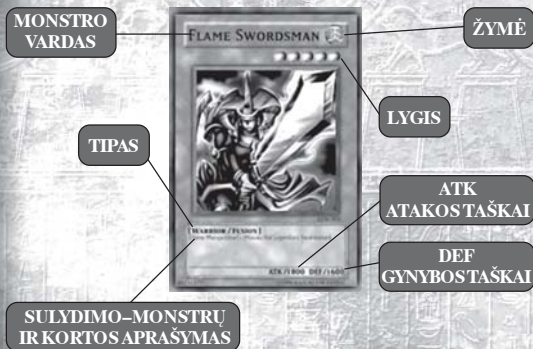 MONSTRO
VARDAS
FLAME SWORDSMAN
ŽYMĖ
LYGIS
TIPAS
[WARRIOR / FUSION]
ATK
ATAKOS TAŠKAI
ATK/1800 DEF/1600
DEF
GYNYBOS TAŠKAI
SULYDIMO–MONSTRŲ
IR KORTOS APRAŠYMAS